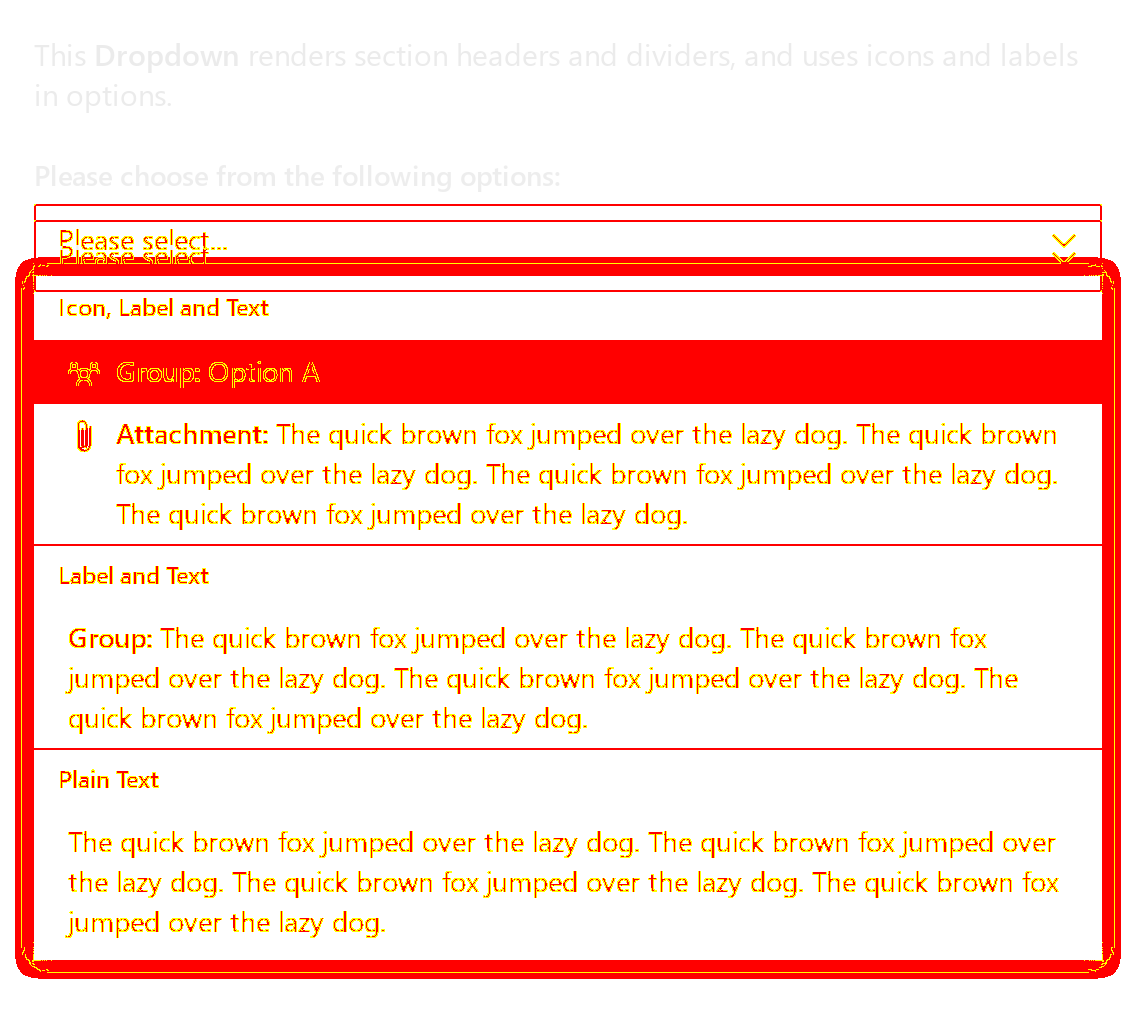 This Dropdown renders section headers and dividers, and uses icons and labels
in options.
Please choose from the following options:
Please select...
Please select
Icon, Label and Text
Group: Option A
Attachment: The quick brown fox jumped over the lazy dog. The quick brown
fox jumped over the lazy dog. The quick brown fox jumped over the lazy dog.
The quick brown fox jumped over the lazy dog.
Label and Text
Group: The quick brown fox jumped over the lazy dog. The quick brown fox
jumped over the lazy dog. The quick brown fox jumped over the lazy dog. The
quick brown fox jumped over the lazy dog.
Plain Text
The quick brown fox jumped over the lazy dog. The quick brown fox jumped over
the lazy dog. The quick brown fox jumped over the lazy dog. The quick brown fox
jumped over the lazy dog.